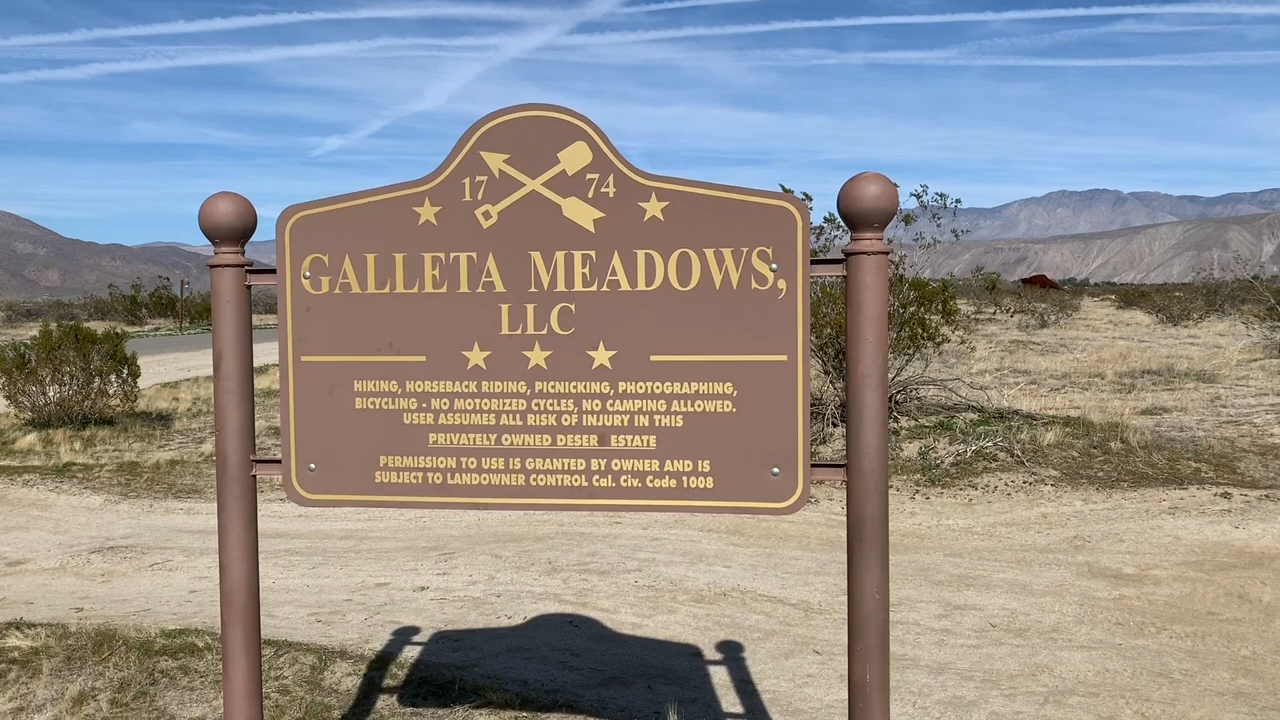 17 74
GALLETA MEADOWS,
LLC
HIKING, HORSEBACK RIDING, PICNICKING, PHOTOGRAPHING,
BICYCLING - NO MOTORIZED CYCLES, NO CAMPING ALLOWED.
USER ASSUMES ALL RISK OF INJURY IN THIS
PRIVATELY OWNED DESER ESTATE
PERMISSION TO USE IS GRANTED BY OWNER AND IS
SUBJECT TO LANDOWNER CONTROL Cal. Civ. Code 1008